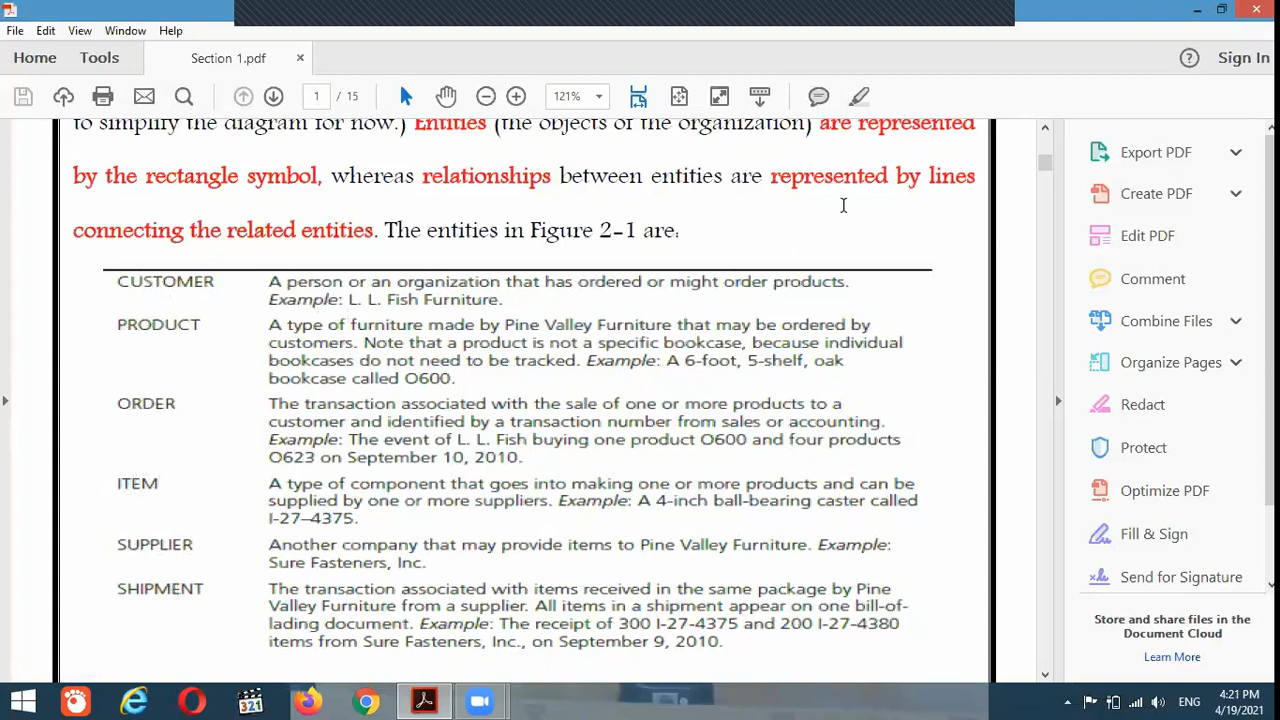 File Edit View Window Help
Home Tools Section 1.pdf × Sign In
1 / 15 121%
to simplify the diagram for now.) Entities (the objects of the organization) are represented
by the rectangle symbol, whereas relationships between entities are represented by lines
connecting the related entities. The entities in Figure 2-1 are:
CUSTOMER A person or an organization that has ordered or might order products.
Example: L. L. Fish Furniture.
PRODUCT A type of furniture made by Pine Valley Furniture that may be ordered by
customers. Note that a product is not a specific bookcase, because individual
bookcases do not need to be tracked. Example: A 6-foot, 5-shelf, oak
bookcase called O600.
ORDER The transaction associated with the sale of one or more products to a
customer and identified by a transaction number from sales or accounting.
Example: The event of L. L. Fish buying one product O600 and four products
O623 on September 10, 2010.
ITEM A type of component that goes into making one or more products and can be
supplied by one or more suppliers. Example: A 4-inch ball-bearing caster called
I-27–4375.
SUPPLIER Another company that may provide items to Pine Valley Furniture. Example:
Sure Fasteners, Inc.
SHIPMENT The transaction associated with items received in the same package by Pine
Valley Furniture from a supplier. All items in a shipment appear on one bill-of-
lading document. Example: The receipt of 300 I-27-4375 and 200 I-27-4380
items from Sure Fasteners, Inc., on September 9, 2010.
Export PDF
Create PDF
Edit PDF
Comment
Combine Files
Organize Pages
Redact
Protect
Optimize PDF
Fill & Sign
Send for Signature
Store and share files in the
Document Cloud
Learn More
321
ENG
4:21 PM
4/19/2021